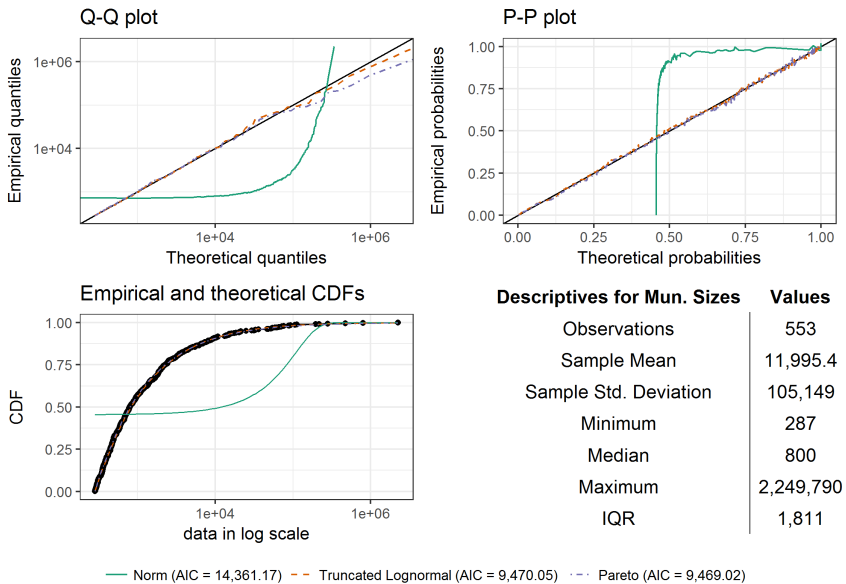 Q-Q plot
Empirical quantiles
1e+06
1e+04
1e+04 1e+06
Theoretical quantiles
P-P plot
Empirical probabilities
1.00
0.75
0.50
0.25
0.00
0.00 0.25 0.50 0.75 1.00
Theoretical probabilities
Empirical and theoretical CDFs
CDF
1.00
0.75
0.50
0.25
0.00
1e+04 1e+06
data in log scale
Descriptives for Mun. Sizes Values
Observations 553
Sample Mean 11,995.4
Sample Std. Deviation 105,149
Minimum 287
Median 800
Maximum 2,249,790
IQR 1,811
Norm (AIC = 14,361.17) Truncated Lognormal (AIC = 9,470.05) Pareto (AIC = 9,469.02)